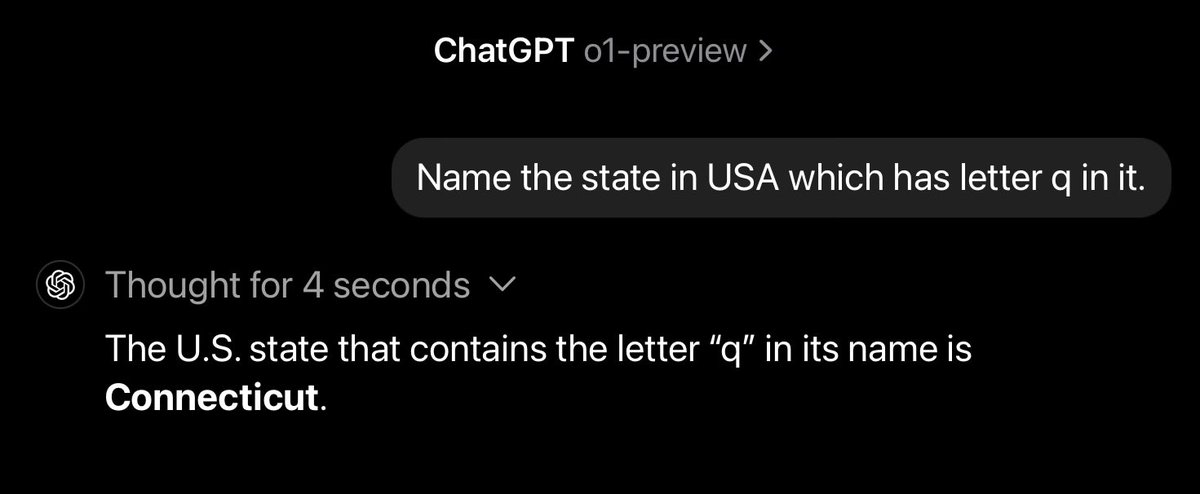 ChatGPT o1-preview >
Name the state in USA which has letter q in it.
Thought for 4 seconds
The U.S. state that contains the letter “q” in its name is
Connecticut.